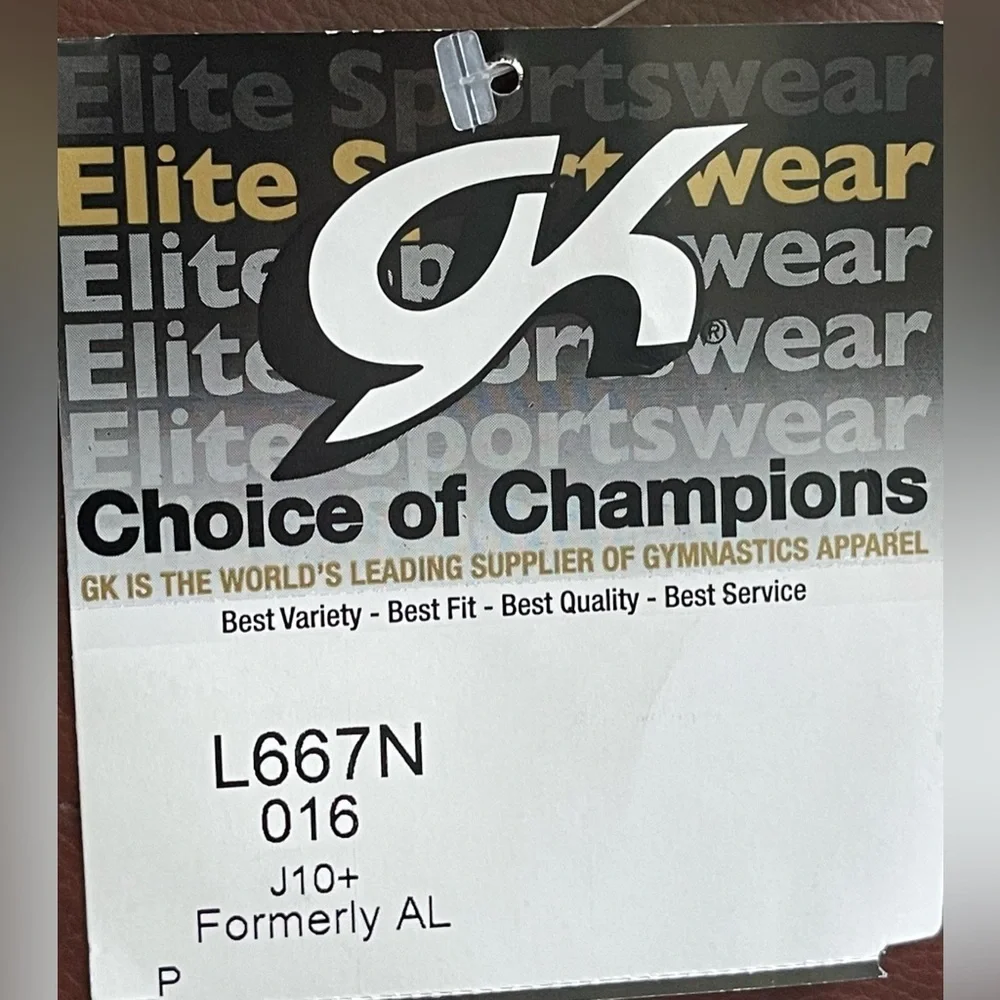 Elite Sportswear
Elite Sportswear
Elite Sportswear
Elite Sportswear
Elite Sportswear
GK
®
Choice of Champions
GK IS THE WORLD'S LEADING SUPPLIER OF GYMNASTICS APPAREL
Best Variety - Best Fit - Best Quality - Best Service
L667N
016
J10+
Formerly AL
P